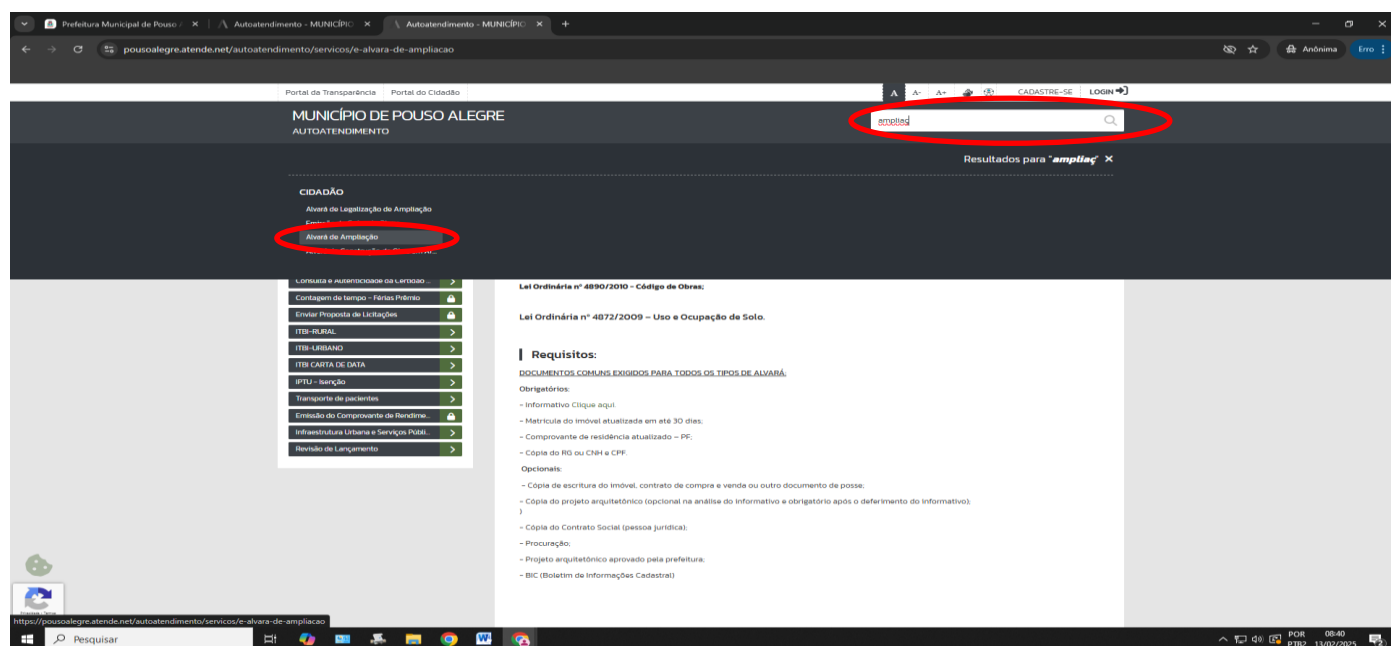 Prefeitura Municipal de Pouso A
Autoatendimento - MUNICÍPIO
Autoatendimento - MUNICÍPIO
pousoalegre.atende.net/autoatendimento/servicos/e-alvara-de-ampliacao
Anônima
Erro
Portal da Transparência
Portal do Cidadão
A A- A+
CADASTRE-SE
LOGIN
MUNICÍPIO DE POUSO ALEGRE
AUTOATENDIMENTO
ampliaç
Resultados para "ampliaç"
CIDADÃO
Alvará de Legalização de Ampliação
Alvará de Ampliação
Consulta e Autenticidade da Certidão ...
Contagem de tempo - Férias Prêmio
Enviar Proposta de Licitações
ITBI-RURAL
ITBI-URBANO
ITBI CARTA DE DATA
IPTU - Isenção
Transporte de pacientes
Emissão do Comprovante de Rendime...
Infraestrutura Urbana e Serviços Públi...
Revisão de Lançamento
Lei Ordinária nº 4890/2010 - Código de Obras;
Lei Ordinária nº 4872/2009 – Uso e Ocupação de Solo.
Requisitos:
DOCUMENTOS COMUNS EXIGIDOS PARA TODOS OS TIPOS DE ALVARÁ:
Obrigatórios:
- Informativo Clique aqui.
- Matrícula do imóvel atualizada em até 30 dias;
- Comprovante de residência atualizado – PF;
- Cópia do RG ou CNH e CPF.
Opcionais:
- Cópia de escritura do imóvel, contrato de compra e venda ou outro documento de posse;
- Cópia do projeto arquitetônico (opcional na análise do informativo e obrigatório após o deferimento do informativo);
)
- Cópia do Contrato Social (pessoa jurídica);
- Procuração;
- Projeto arquitetônico aprovado pela prefeitura;
- BIC (Boletim de Informações Cadastral)
https://pousoalegre.atende.net/autoatendimento/servicos/e-alvara-de-ampliacao
Pesquisar
POR
PTB2
08:40
13/02/2025